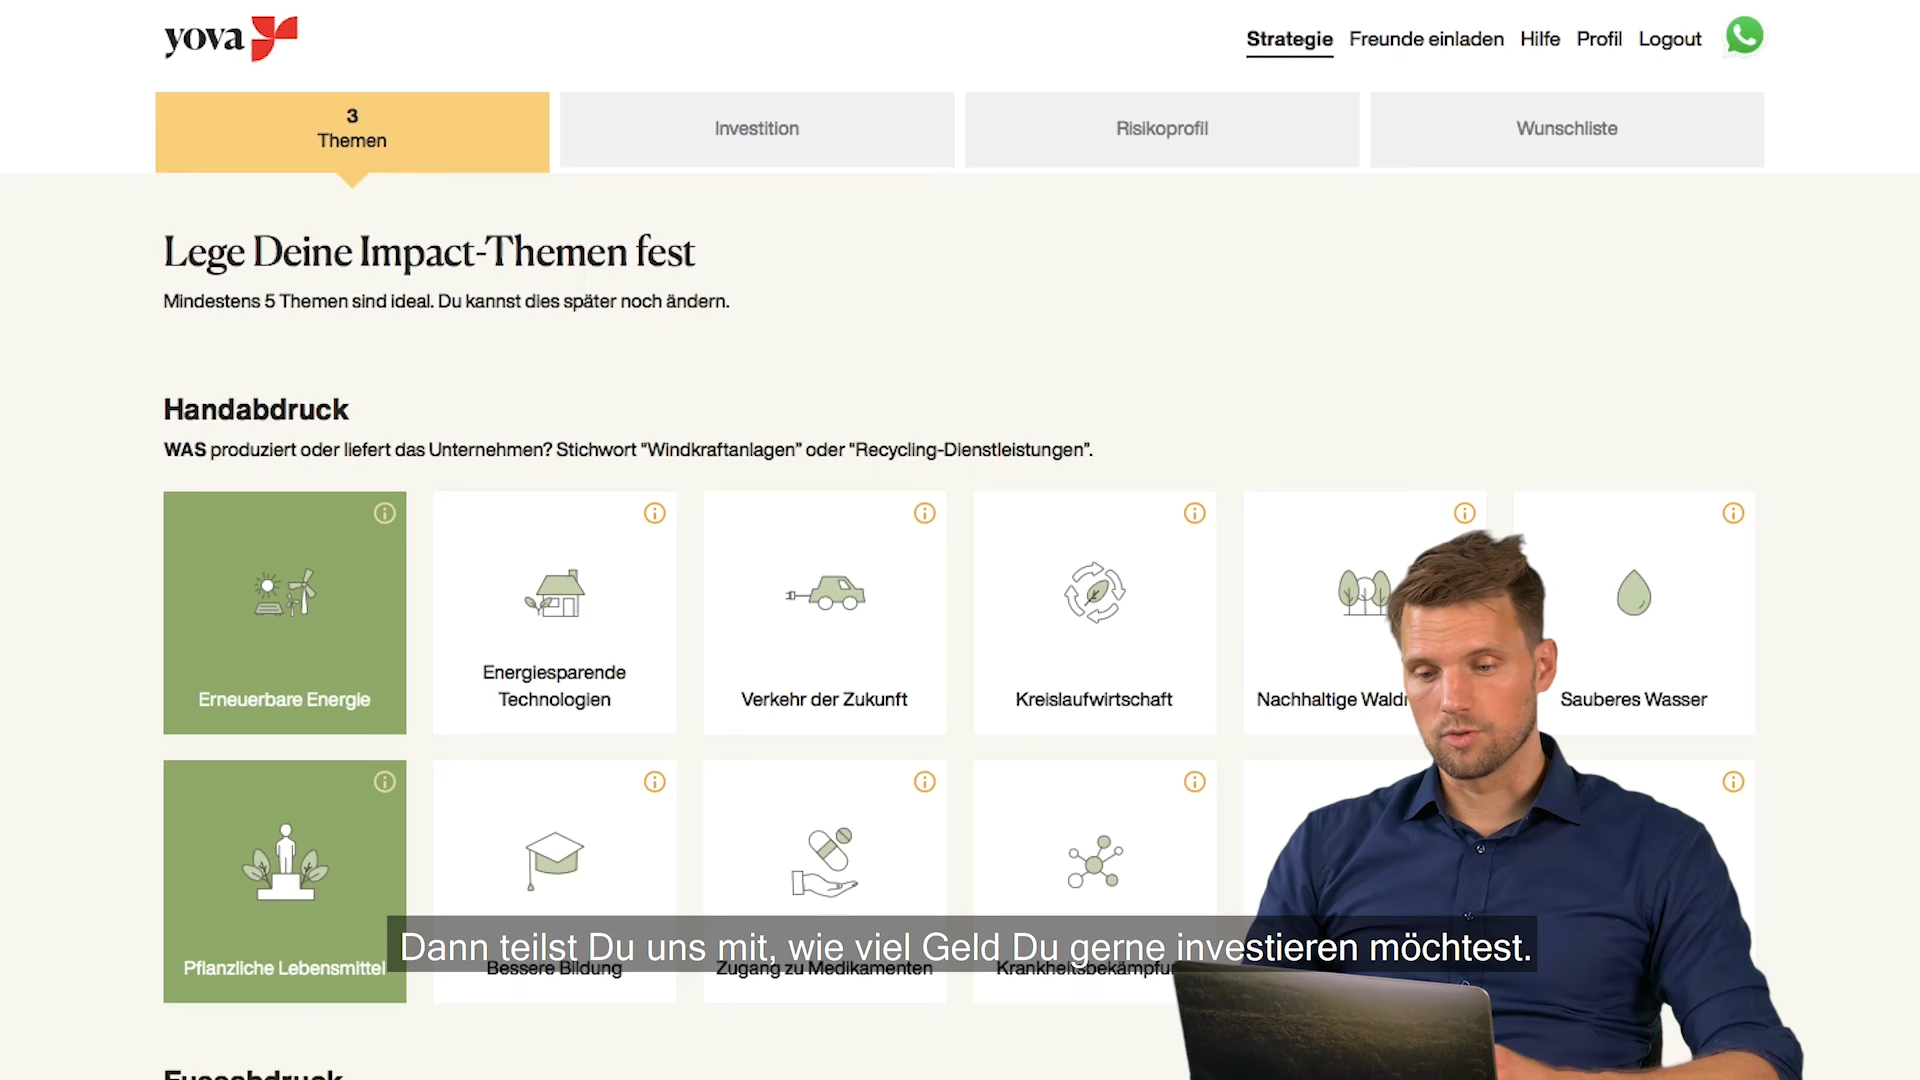 yova
Strategie
Freunde einladen
Hilfe
Profil
Logout
3
Themen
Investition
Risikoprofil
Wunschliste
Lege Deine Impact-Themen fest
Mindestens 5 Themen sind ideal. Du kannst dies später noch ändern.
Handabdruck
WAS produziert oder liefert das Unternehmen? Stichwort “Windkraftanlagen” oder “Recycling-Dienstleistungen”.
Erneuerbare Energie
Energiesparende
Technologien
Verkehr der Zukunft
Kreislaufwirtschaft
Nachhaltige
Sauberes Wasser
Pflanzliche Lebensmittel
Bessere Bildung
Zugang zu Medikamenten
Dann teilst Du uns mit, wie viel Geld Du gerne investieren möchtest.